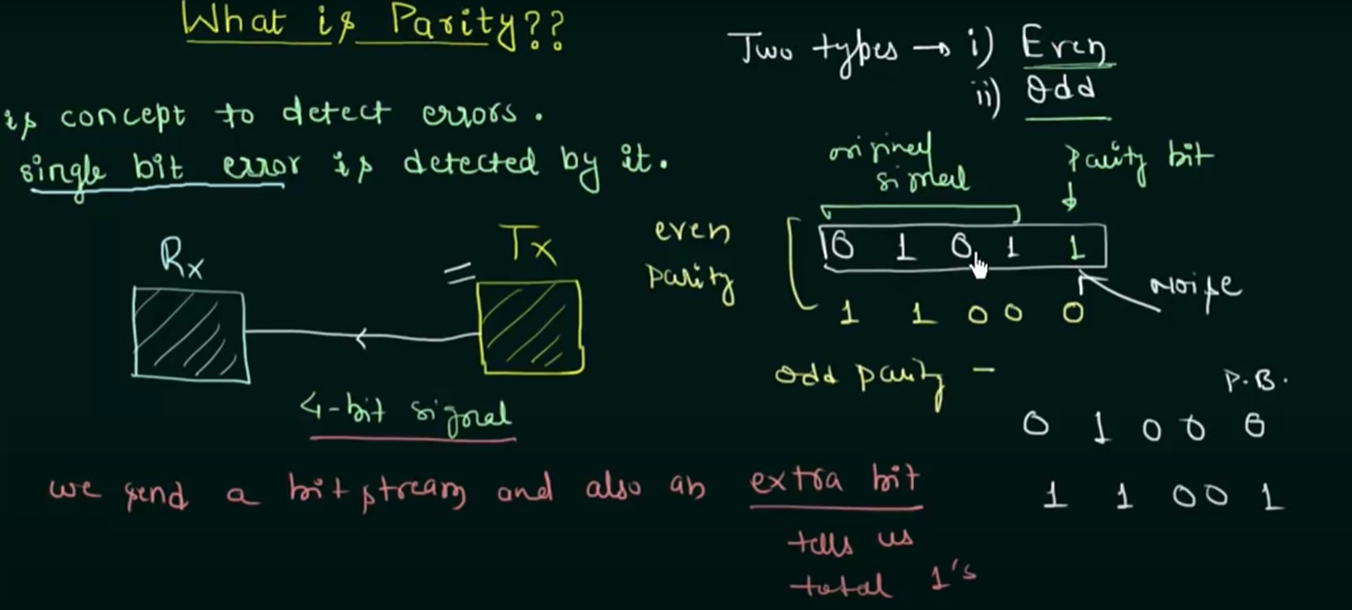 What is Parity??
is concept to detect errors.
single bit error is detected by it.
Rx
Tx
4-bit signal
Two types → i) Even
ii) Odd
original
signal
parity bit
even
parity
0 1 0 1 1
Noise
1 1 0 0 0
odd parity -
P.B.
0 1 0 0 0
1 1 0 0 1
we send a bit stream and also an extra bit
tells us
total 1's